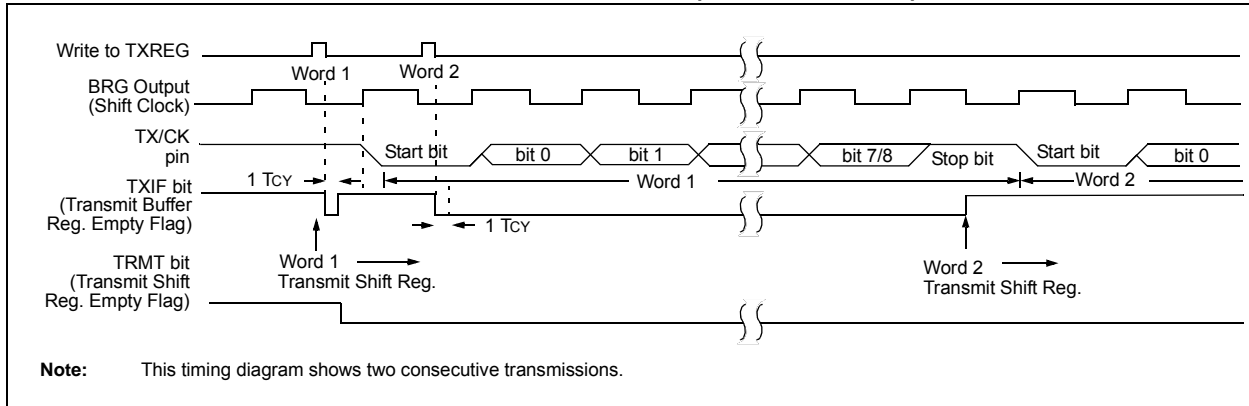 Write to TXREG
Word 1
Word 2
BRG Output
(Shift Clock)
TX/CK
pin
Start bit
bit 0
bit 1
bit 7/8
Stop bit
Start bit
bit 0
1 TCY
Word 1
Word 2
TXIF bit
(Transmit Buffer
Reg. Empty Flag)
1 TCY
TRMT bit
(Transmit Shift
Reg. Empty Flag)
Word 1
Transmit Shift Reg.
Word 2
Transmit Shift Reg.
Note: This timing diagram shows two consecutive transmissions.